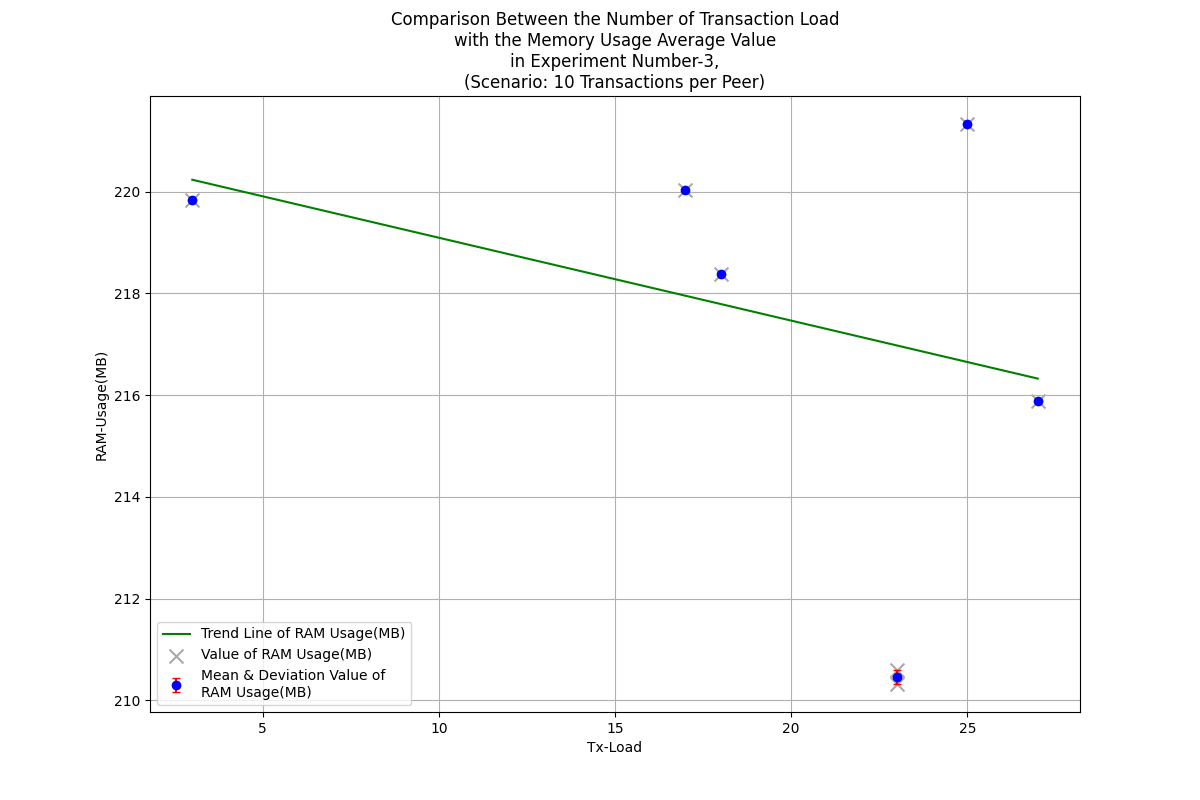 Comparison Between the Number of Transaction Load
with the Memory Usage Average Value
in Experiment Number-3,
(Scenario: 10 Transactions per Peer)
RAM-Usage(MB)
220
218
216
214
212
210
Trend Line of RAM Usage(MB)
Value of RAM Usage(MB)
Mean & Deviation Value of
RAM Usage(MB)
5
10
15
20
25
Tx-Load